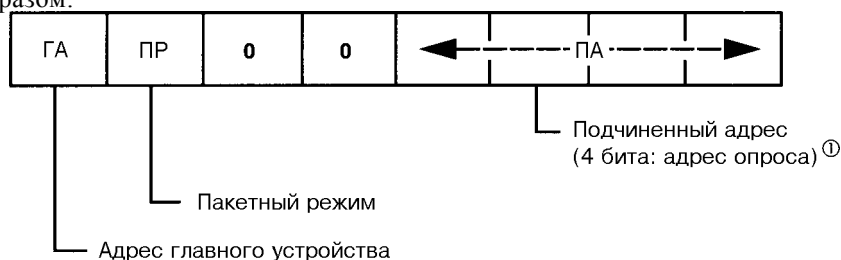 разом:
ГА ПР 0 0 ПА
Подчиненный адрес
(4 бита: адрес опроса) ①
Пакетный режим
Адрес главного устройства